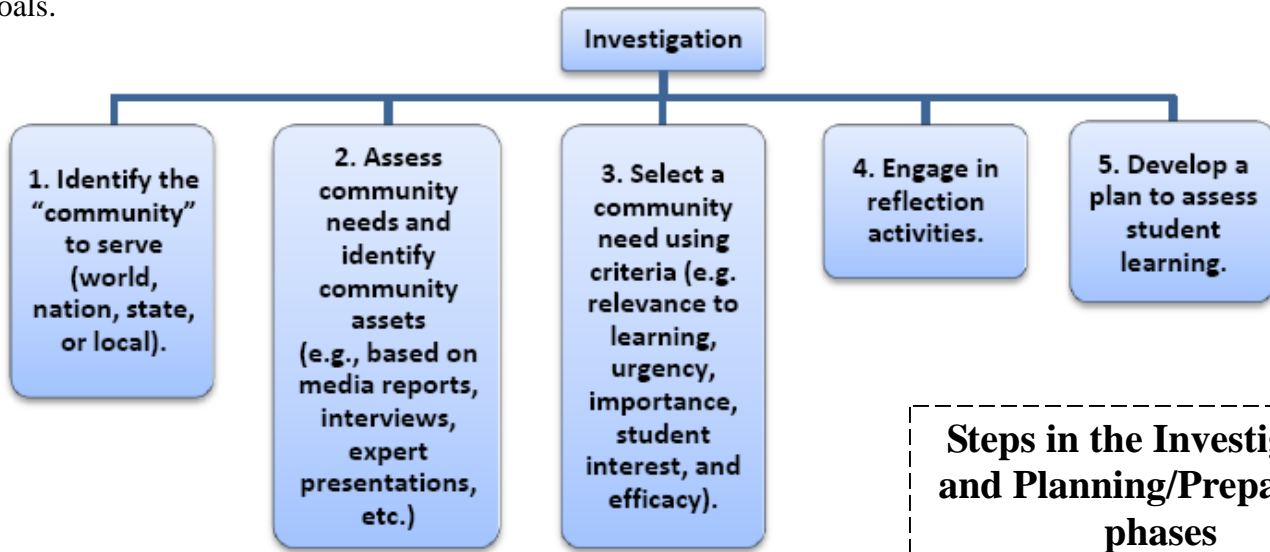 oals.
Investigation
1. Identify the
“community”
to serve
(world,
nation, state,
or local).
2. Assess
community
needs and
identify
community
assets
(e.g., based on
media reports,
interviews,
expert
presentations,
etc.)
3. Select a
community
need using
criteria (e.g.
relevance to
learning,
urgency,
importance,
student
interest, and
efficacy).
4. Engage in
reflection
activities.
5. Develop a
plan to assess
student
learning.
Steps in the Investig
and Planning/Prepa
phases